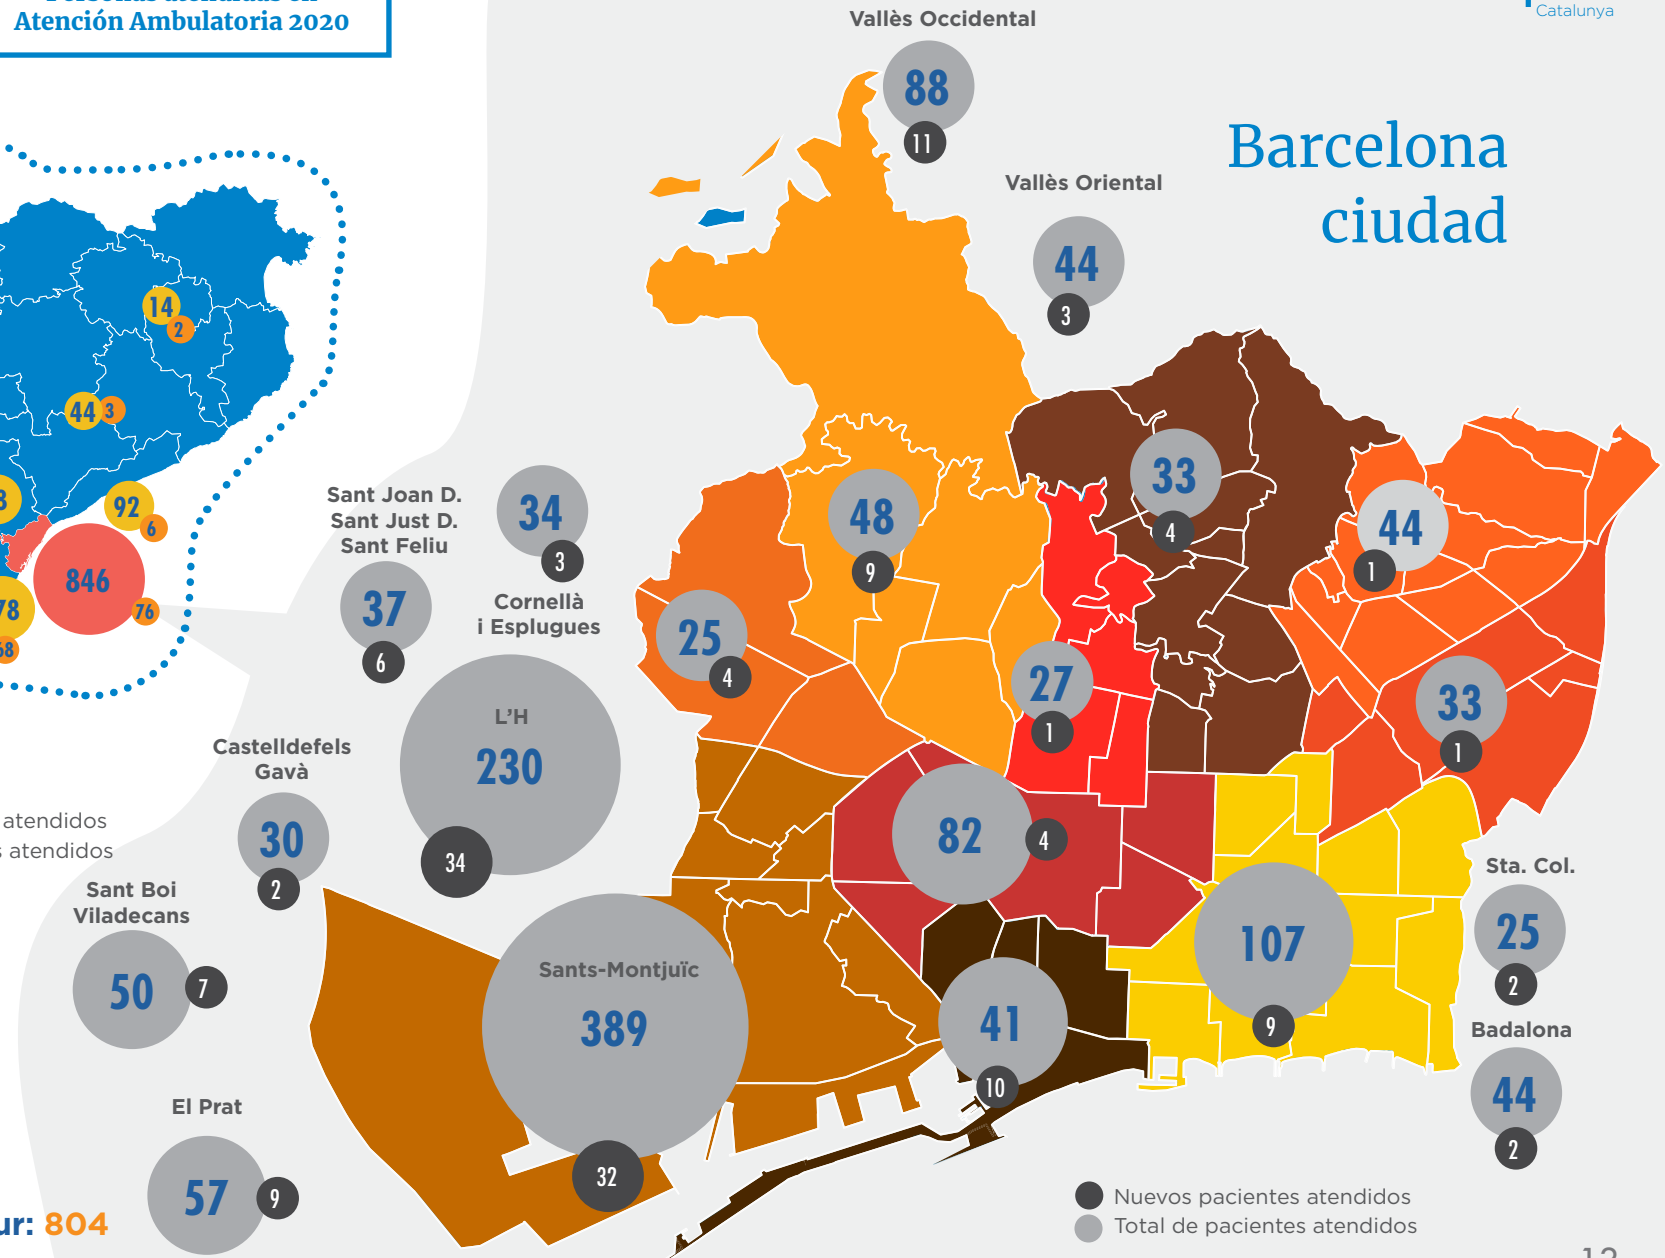 Atención Ambulatoria 2020
Catalunya
Barcelona
ciudad
Vallès Occidental
88
11
Vallès Oriental
44
3
14
2
44
3
92
6
846
76
Sant Joan D.
Sant Just D.
Sant Feliu
37
6
34
3
Cornellà
i Esplugues
L’H
230
34
Castelldefels
Gavà
30
2
atendidos
atendidos
Sant Boi
Viladecans
50
7
El Prat
57
9
804
48
9
33
4
44
1
25
4
27
1
33
1
82
4
107
9
41
10
Sants-Montjuïc
389
32
Sta. Col.
25
2
Badalona
44
2
Nuevos pacientes atendidos
Total de pacientes atendidos